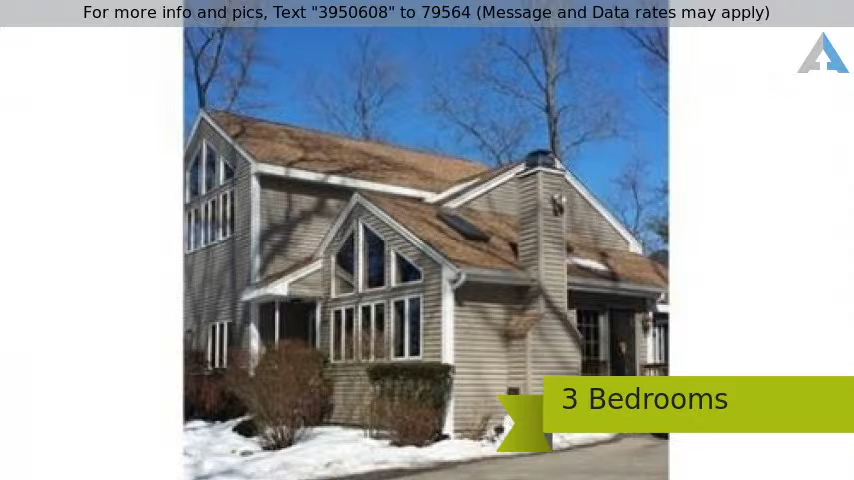 For more info and pics, Text "3950608" to 79564 (Message and Data rates may apply)
3 Bedrooms